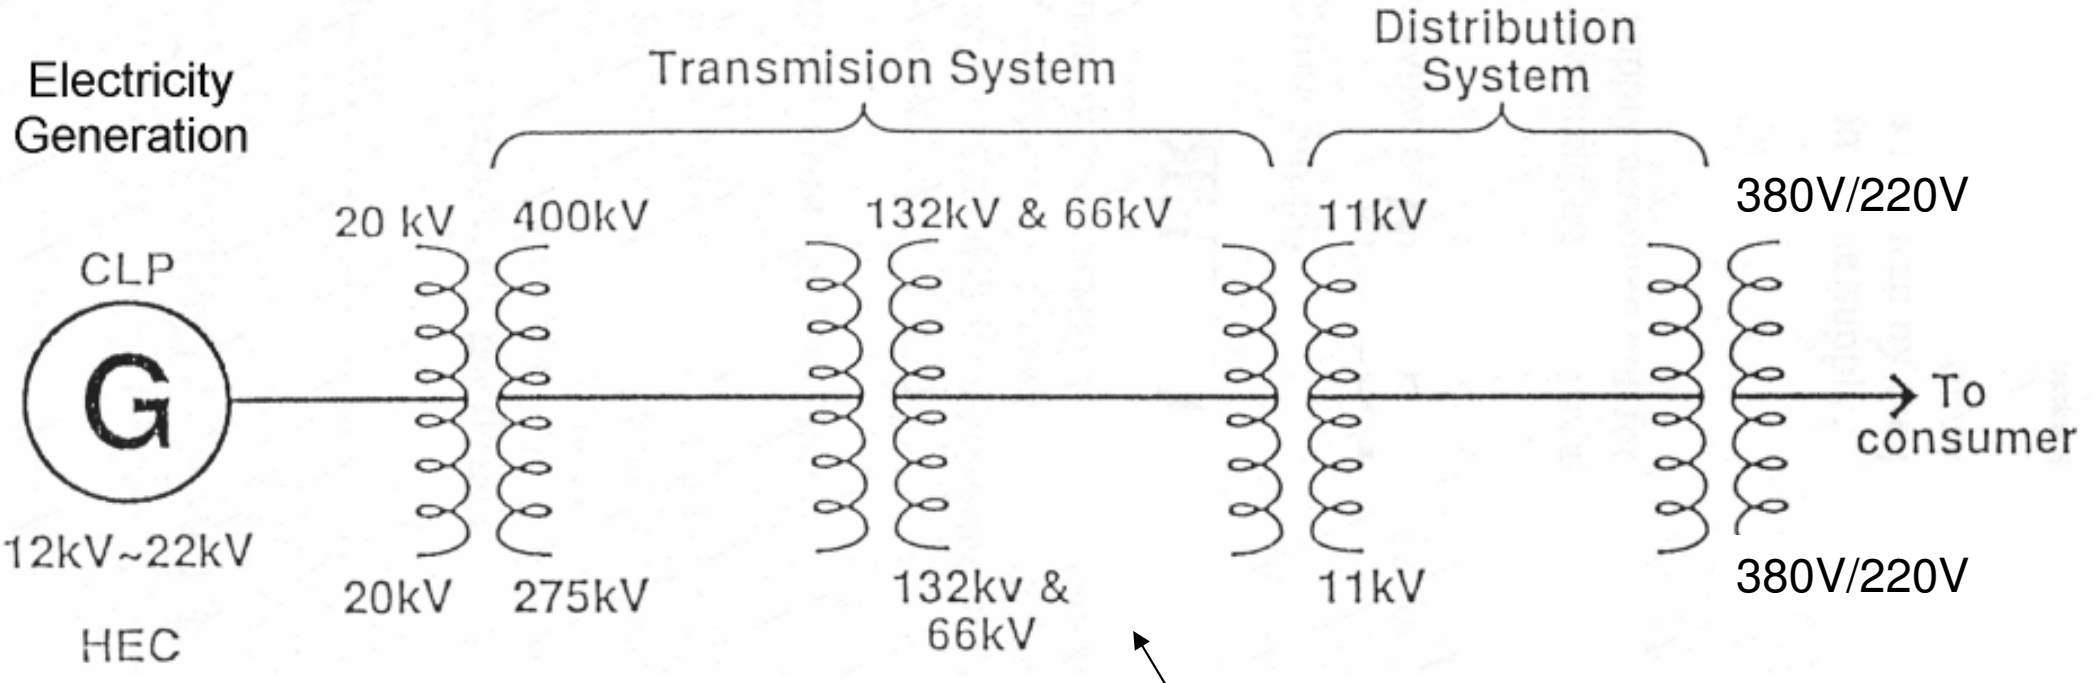 Electricity
Generation
Transmision System
Distribution
System
20 kV
400kV
132kV & 66kV
11kV
380V/220V
CLP
G
To
consumer
12kV~22kV
20kV
275kV
132kv &
66kV
11kV
380V/220V
HEC